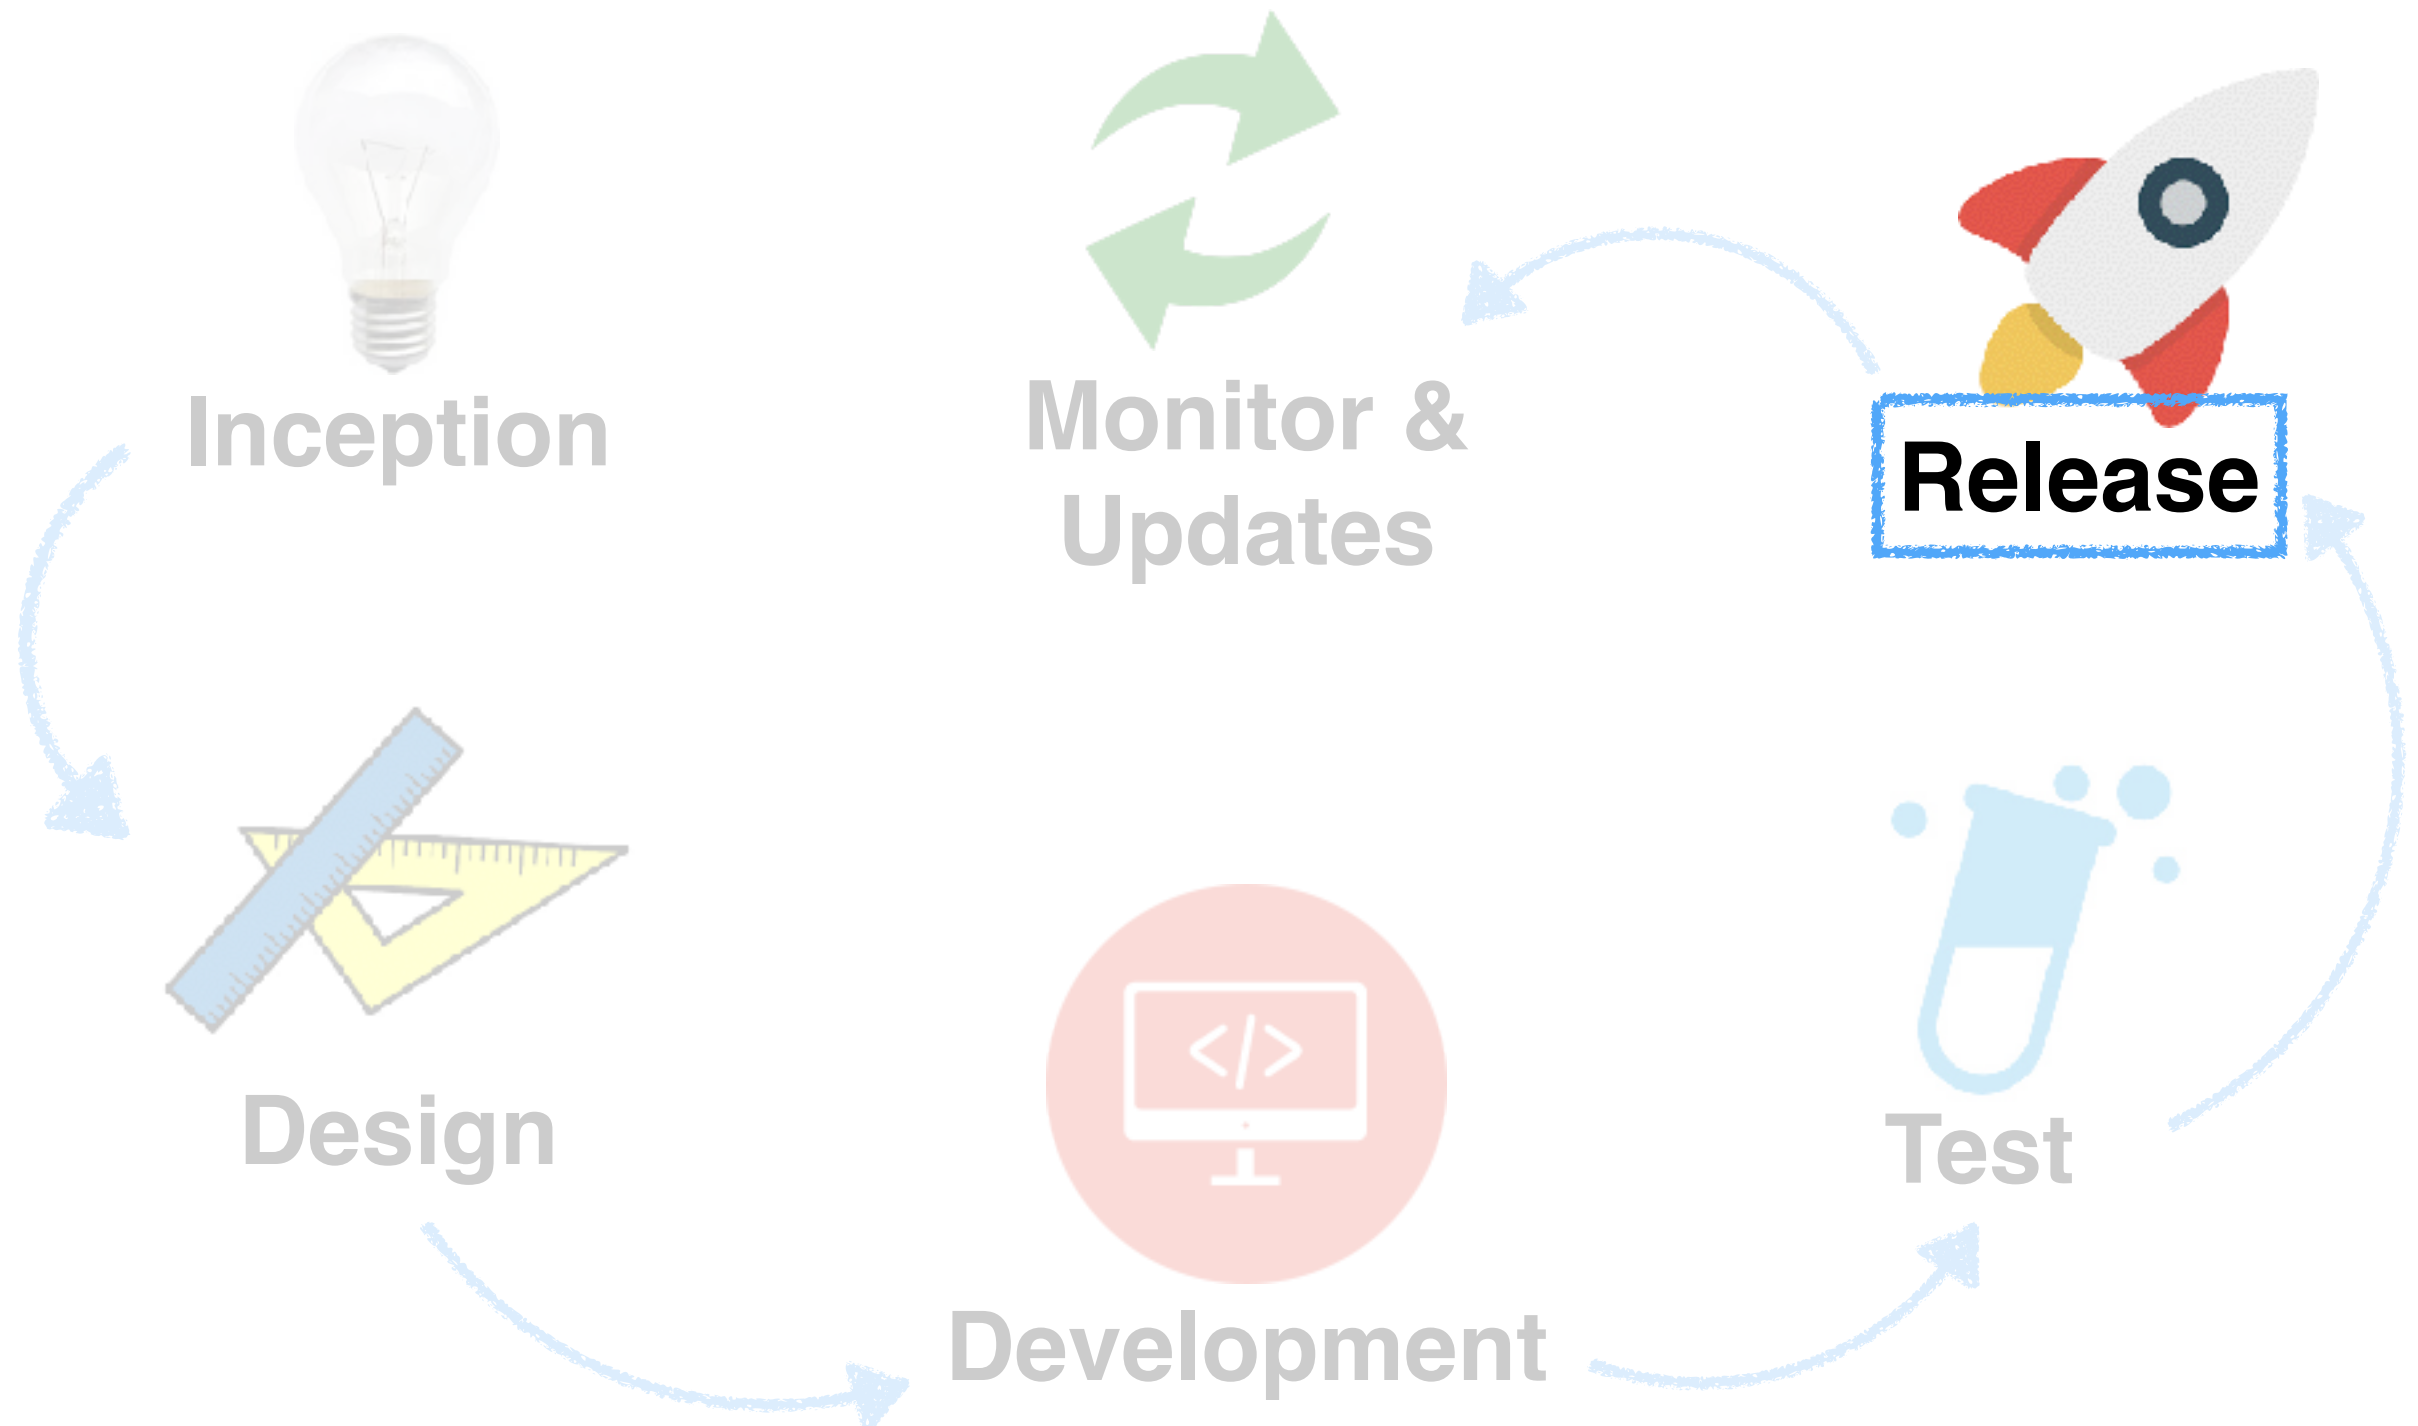 Inception
Monitor &
Updates
Release
Design
</>
Development
Test